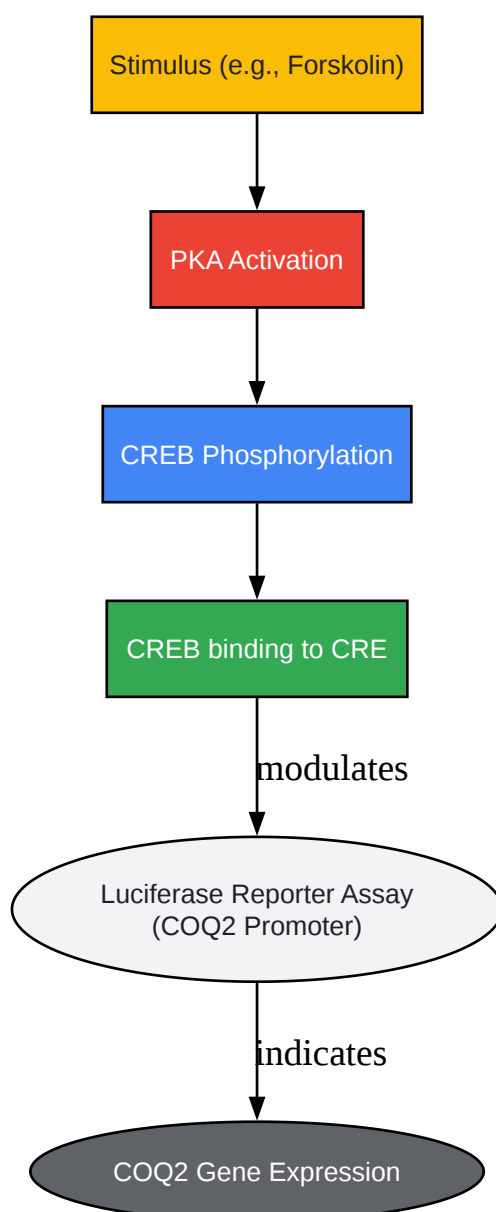 Stimulus (e.g., Forskolin)
PKA Activation
CREB Phosphorylation
CREB binding to CRE
modulates
Luciferase Reporter Assay
(COQ2 Promoter)
indicates
COQ2 Gene Expression